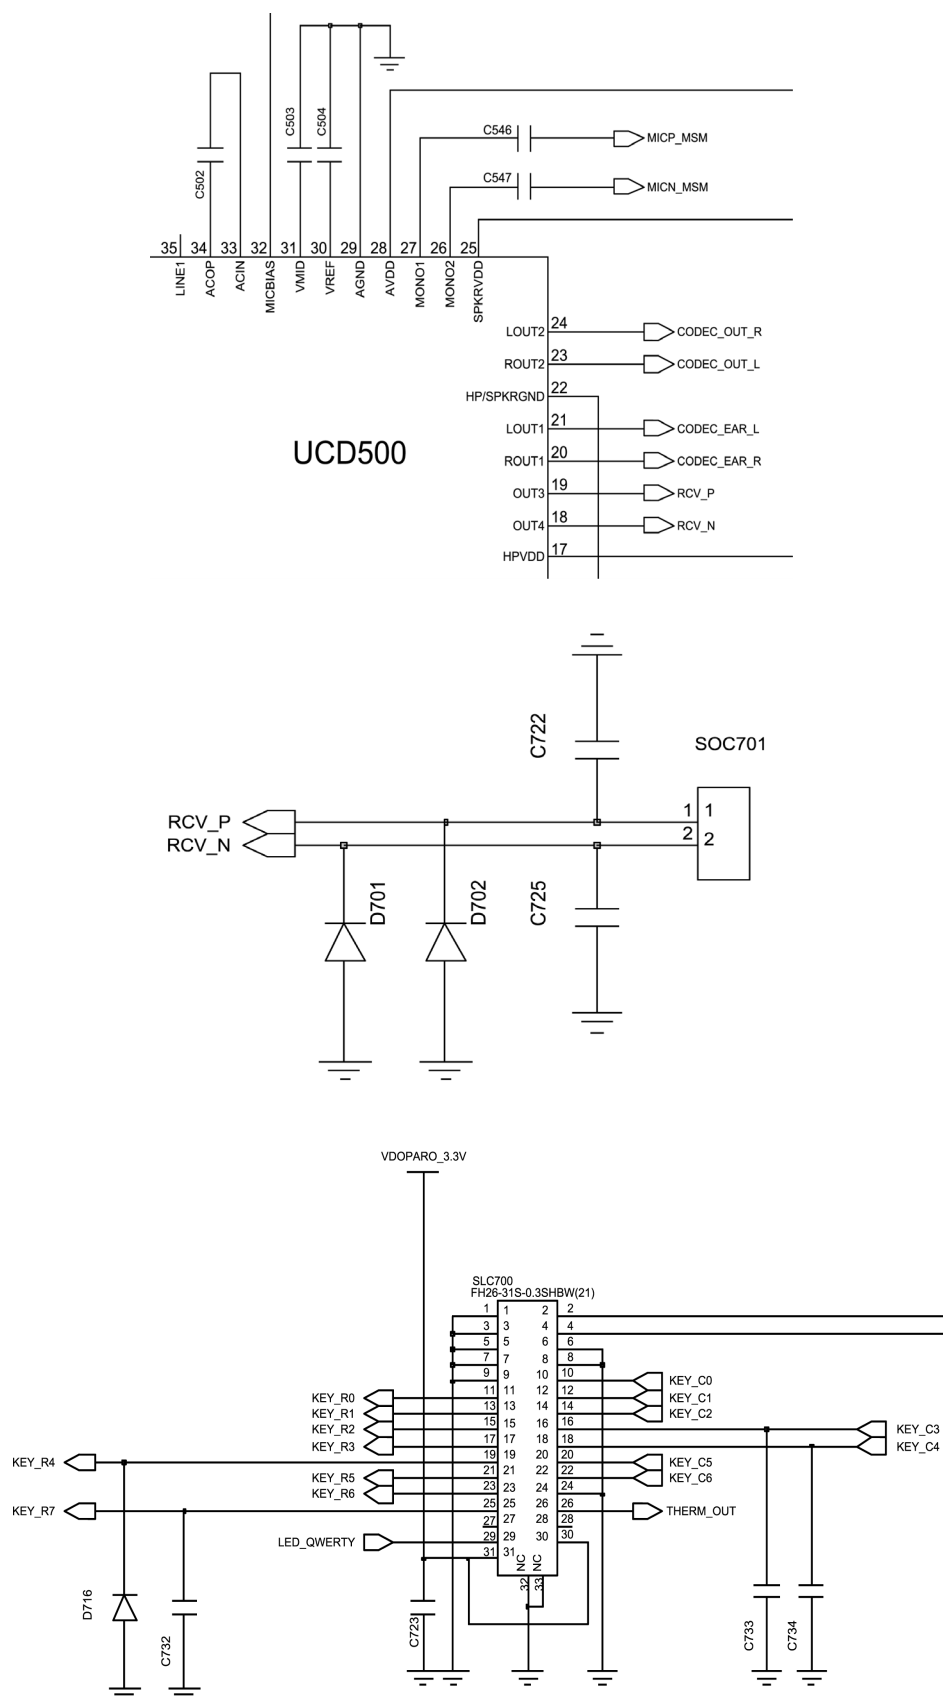 C502
C503
C504
C546
MICP_MSM
C547
MICN_MSM
35 34 33 32 31 30 29 28 27 26 25
LINE1 ACOP ACIN MICBIAS VMID VREF AGND AVDD MONO1 MONO2 SPKRVDD
LOUT2 24 CODEC_OUT_R
ROUT2 23 CODEC_OUT_L
HP/SPKRGND 22
LOUT1 21 CODEC_EAR_L
UCD500
ROUT1 20 CODEC_EAR_R
OUT3 19 RCV_P
OUT4 18 RCV_N
HPVDD 17
C722
SOC701
RCV_P 1 1
RCV_N 2 2
D701
D702
C725
VDOPARO_3.3V
SLC700
FH26-31S-0.3SHBW(21)
1 1 2 2
3 3 4 4
5 5 6 6
7 7 8 8
9 9 10 10 KEY_C0
KEY_R0 11 11 12 12 KEY_C1
KEY_R1 13 13 14 14 KEY_C2
KEY_R2 15 15 16 16 KEY_C3
KEY_R3 17 17 18 18 KEY_C4
KEY_R4 19 19 20 20 KEY_C5
KEY_R5 21 21 22 22 KEY_C6
KEY_R6 23 23 24 24
KEY_R7 25 25 26 26 THERM_OUT
27 27 28 28
LED_QWERTY 29 29 30 30
31 31
NC NC
32 33
D716
C732
C723
C733
C734